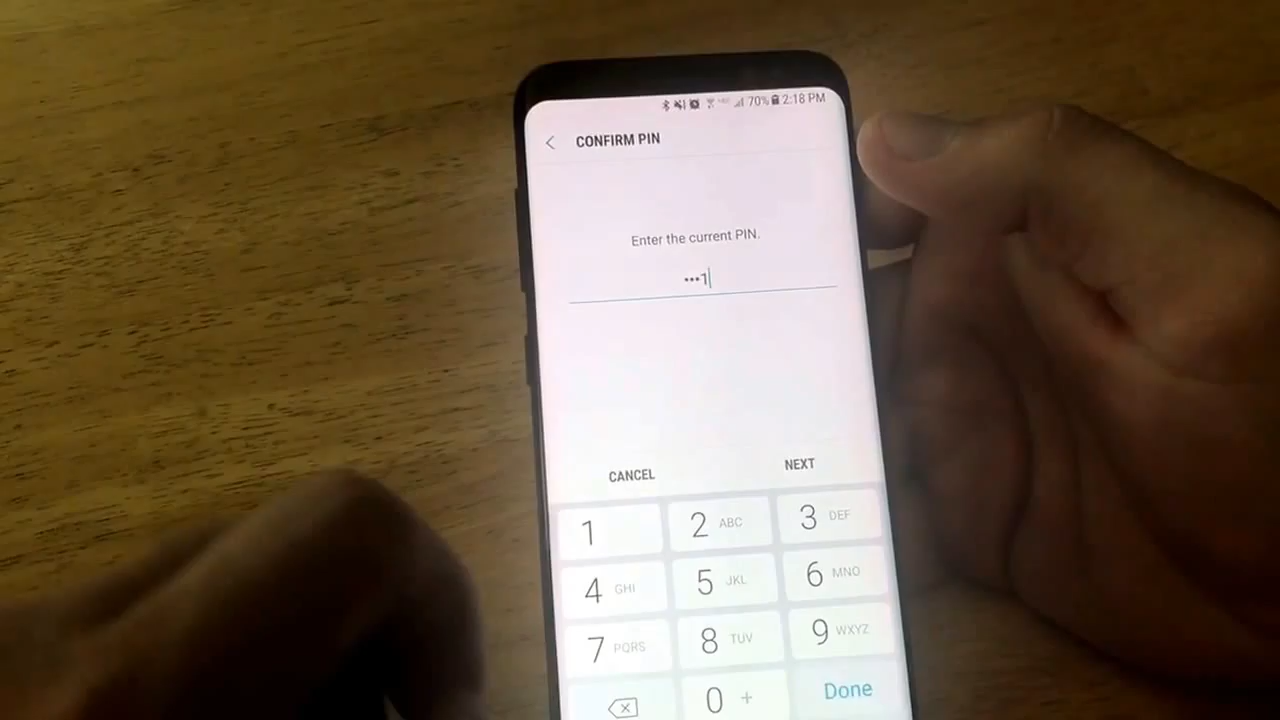 70% 2:18 PM
CONFIRM PIN
Enter the current PIN.
•••1
CANCEL NEXT
1 2 ABC 3 DEF
4 GHI 5 JKL 6 MNO
7 PQRS 8 TUV 9 WXYZ
0 + Done